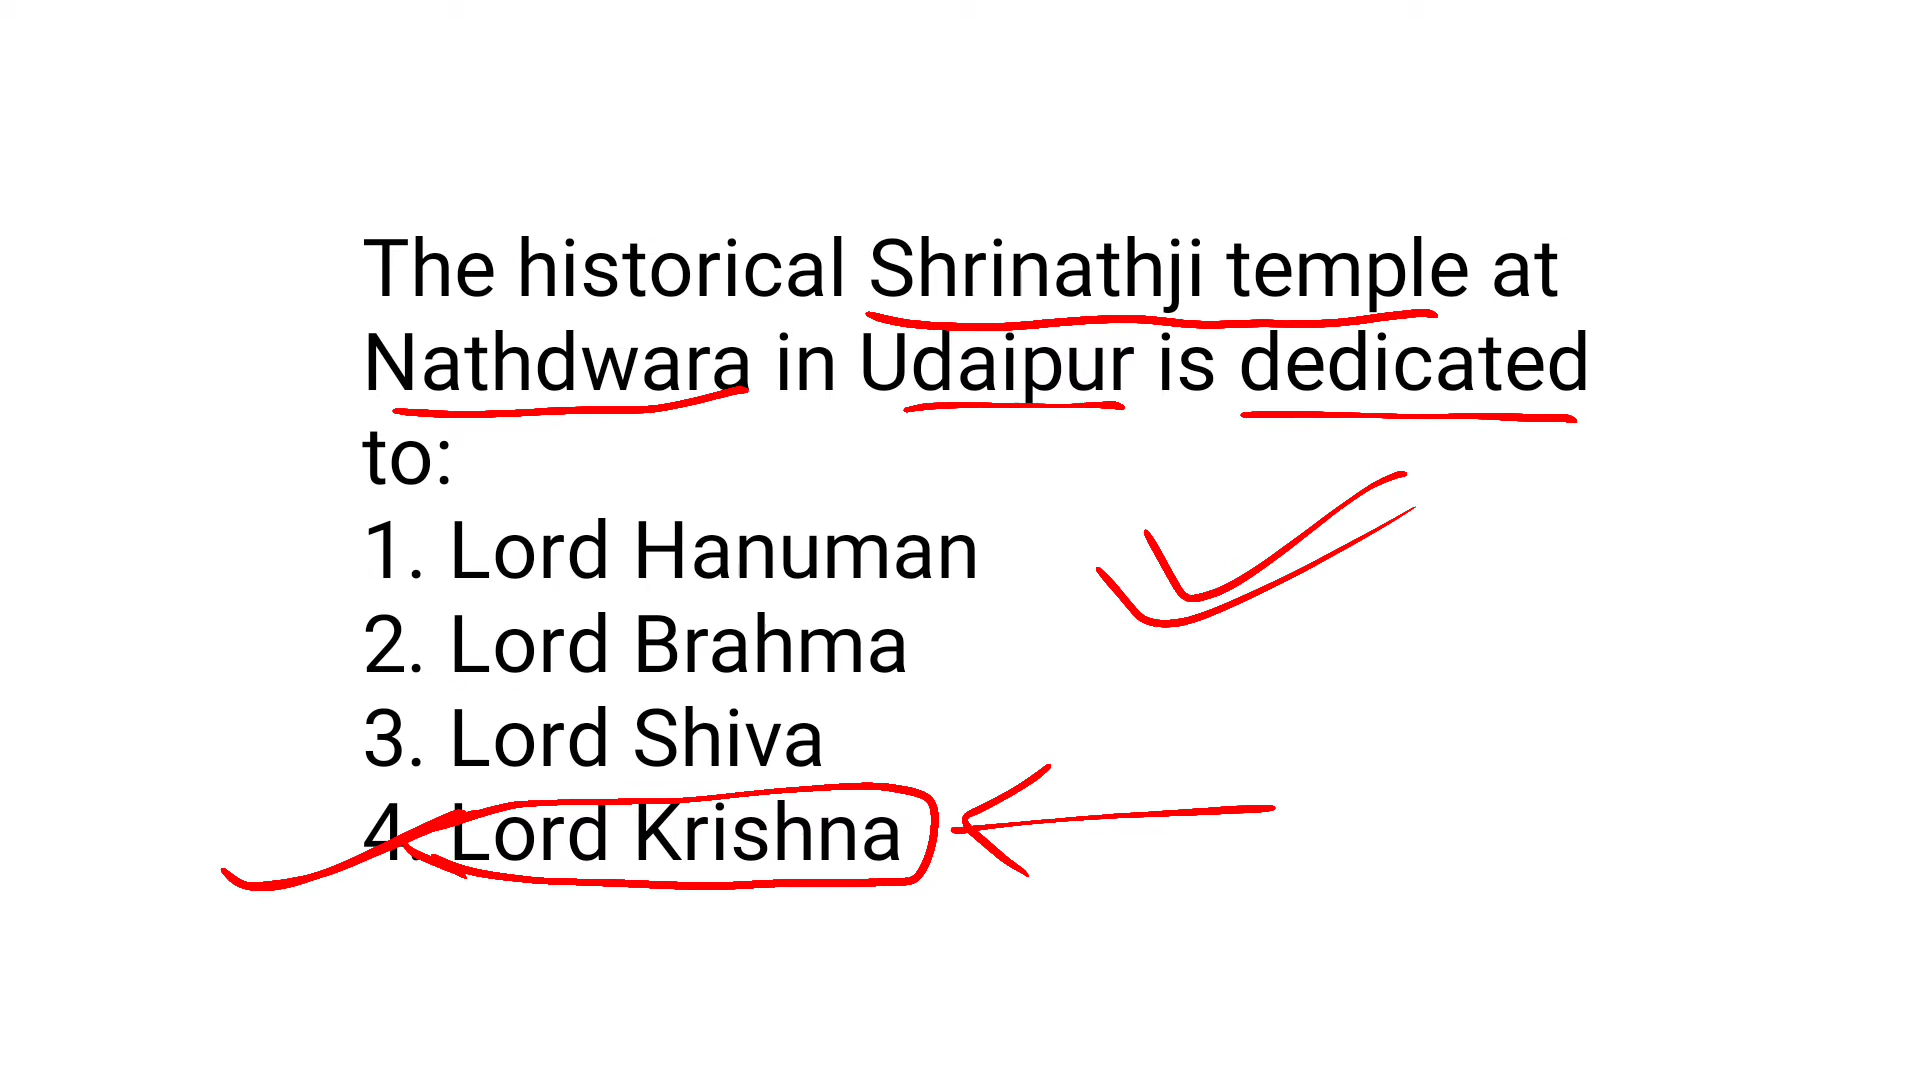 The historical Shrinathji temple at
Nathdwara in Udaipur is dedicated
to:
1. Lord Hanuman
2. Lord Brahma
3. Lord Shiva
4. Lord Krishna